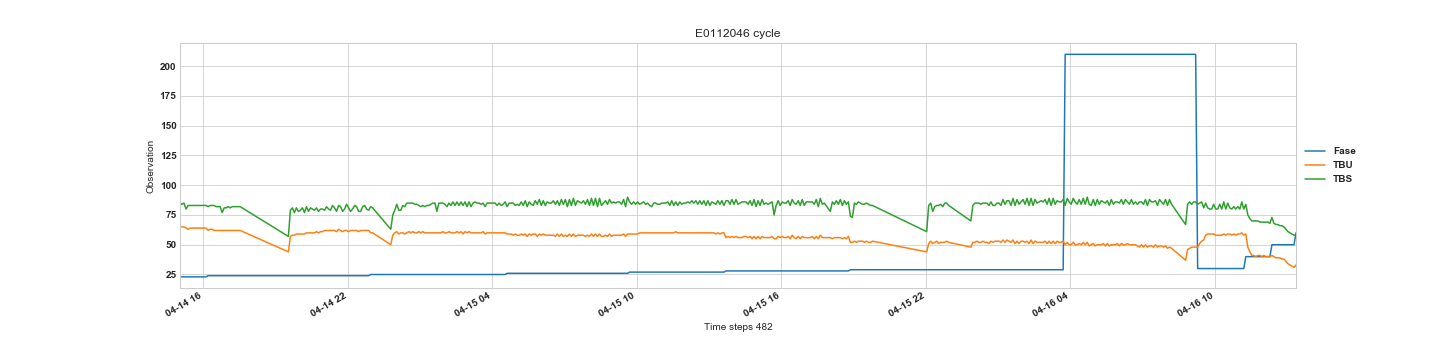 E0112046 cycle
Observation
200
175
150
125
100
75
50
25
04-14 16
04-14 22
04-15 04
04-15 10
04-15 16
04-15 22
04-16 04
04-16 10
Time steps 482
Fase
TBU
TBS